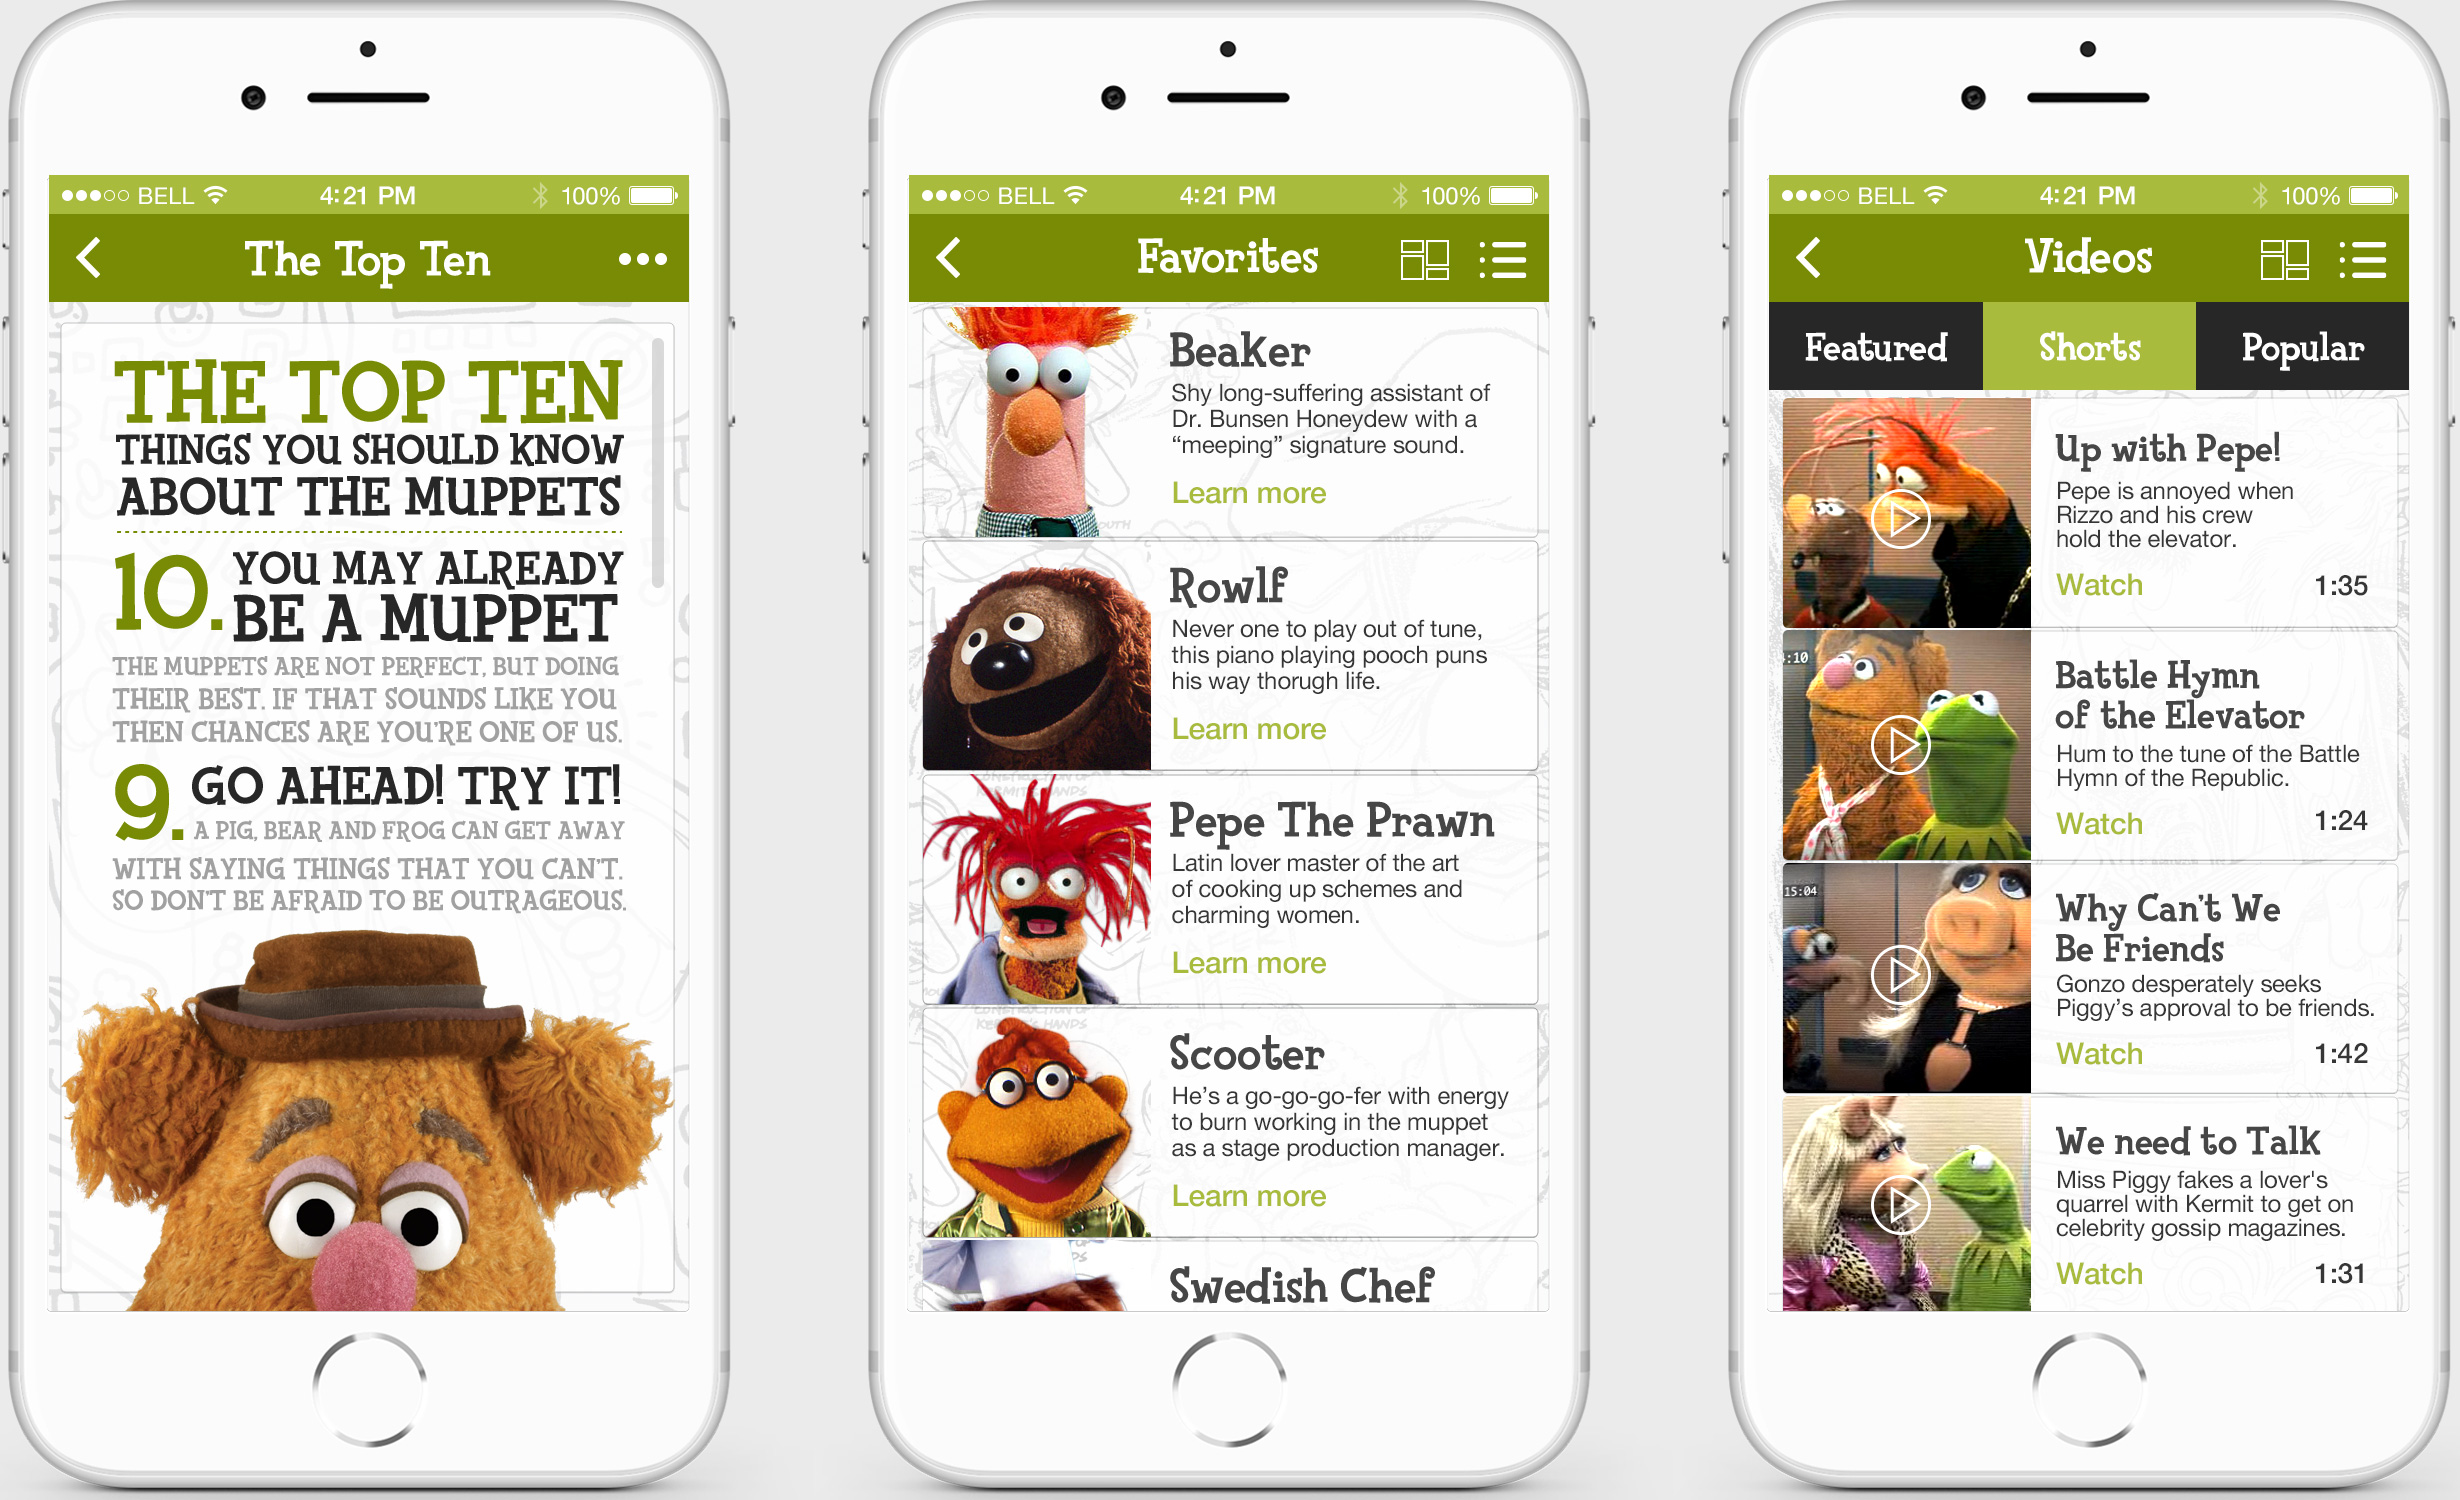 BELL 4:21 PM 100%
The Top Ten
THE TOP TEN
THINGS YOU SHOULD KNOW
ABOUT THE MUPPETS
10. YOU MAY ALREADY
BE A MUPPET
THE MUPPETS ARE NOT PERFECT, BUT DOING
THEIR BEST. IF THAT SOUNDS LIKE YOU
THEN CHANCES ARE YOU'RE ONE OF US.
9. GO AHEAD! TRY IT!
A PIG, BEAR AND FROG CAN GET AWAY
WITH SAYING THINGS THAT YOU CAN'T.
SO DON'T BE AFRAID TO BE OUTRAGEOUS.
BELL 4:21 PM 100%
Favorites
Beaker
Shy long-suffering assistant of
Dr. Bunsen Honeydew with a
“meeping” signature sound.
Learn more
Rowlf
Never one to play out of tune,
this piano playing pooch puns
his way thorugh life.
Learn more
KERMIT'S HANDS
Pepe The Prawn
Latin lover master of the art
of cooking up schemes and
charming women.
Learn more
CONSTRUCTION OF
KERMIT'S HANDS
Scooter
He's a go-go-go-fer with energy
to burn working in the muppet
as a stage production manager.
Learn more
Swedish Chef
BELL 4:21 PM 100%
Videos
Featured Shorts Popular
Up with Pepe!
Pepe is annoyed when
Rizzo and his crew
hold the elevator.
Watch 1:35
:10
Battle Hymn
of the Elevator
Hum to the tune of the Battle
Hymn of the Republic.
Watch 1:24
15:04
Why Can't We
Be Friends
Gonzo desperately seeks
Piggy's approval to be friends.
Watch 1:42
We need to Talk
Miss Piggy fakes a lover's
quarrel with Kermit to get on
celebrity gossip magazines.
Watch 1:31